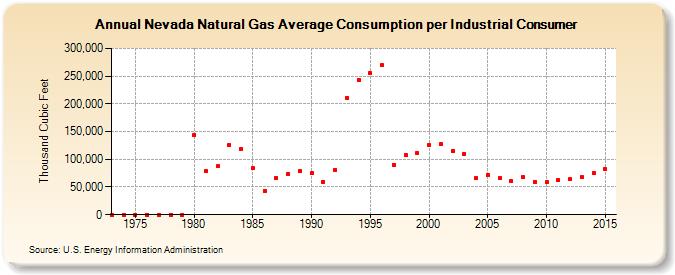 Annual Nevada Natural Gas Average Consumption per Industrial Consumer
Thousand Cubic Feet
300,000
250,000
200,000
150,000
100,000
50,000
0
1975 1980 1985 1990 1995 2000 2005 2010 2015
Source: U.S. Energy Information Administration